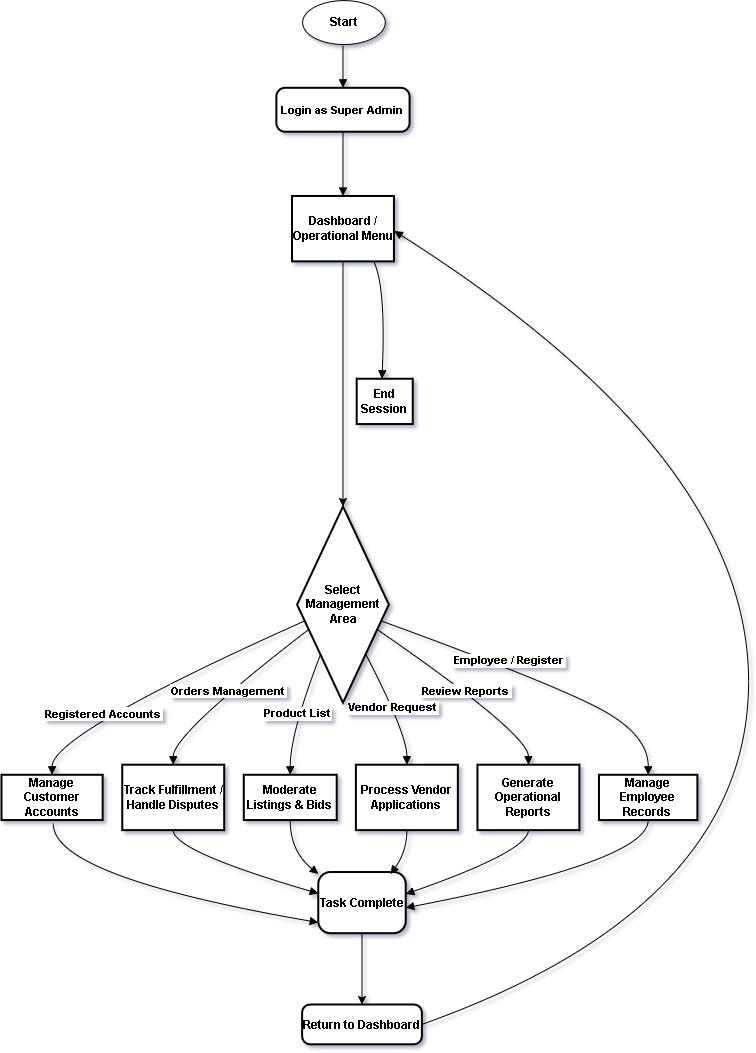 Start
Login as Super Admin
Dashboard /
Operational Menu
End
Session
Select
Management
Area
Employee / Register
Orders Management
Review Reports
Registered Accounts
Product List
Vendor Request
Manage
Customer
Accounts
Track Fulfillment /
Handle Disputes
Moderate
Listings & Bids
Process Vendor
Applications
Generate
Operational
Reports
Manage
Employee
Records
Task Complete
Return to Dashboard